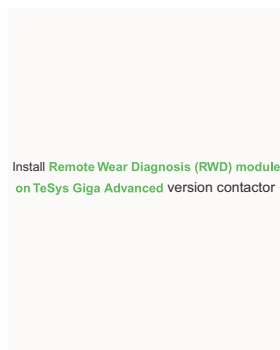 Install Remote Wear Diagnosis (RWD) module
on TeSys Giga Advanced version contactor